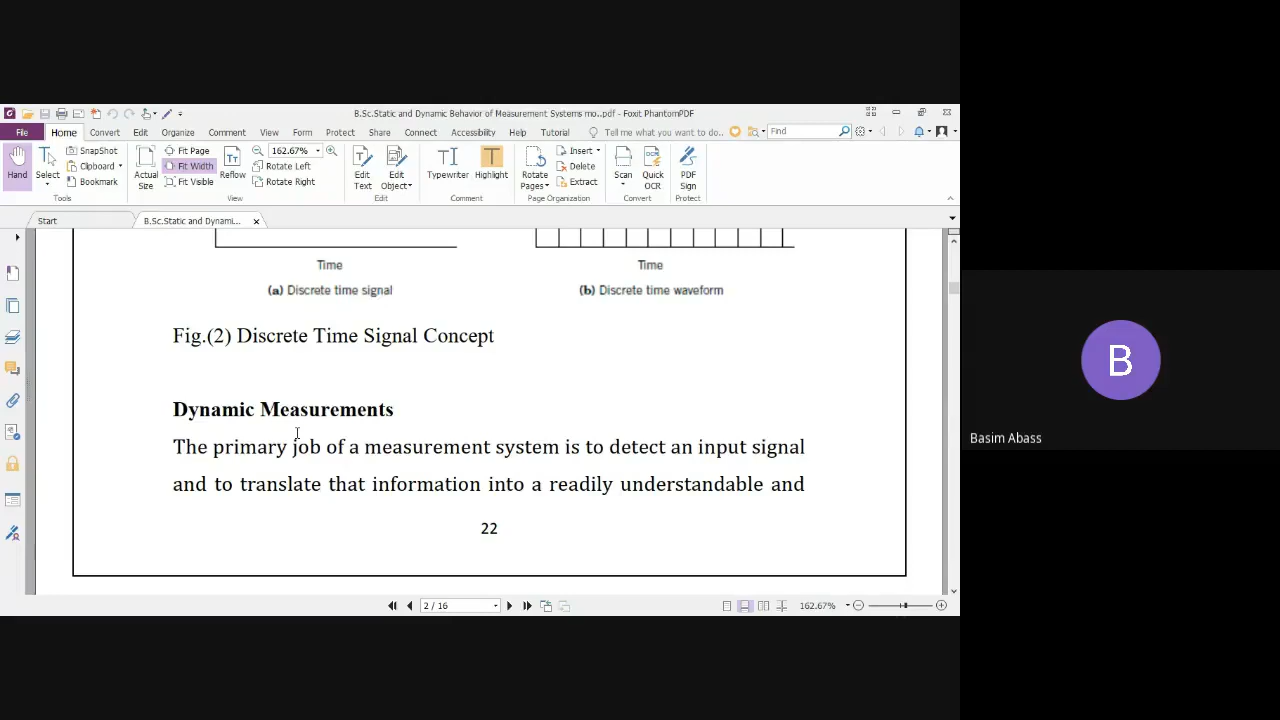 B.Sc.Static and Dynamic Behavior of Measurement Systems mo..pdf - Foxit PhantomPDF
File Home Convert Edit Organize Comment View Form Protect Share Connect Accessibility Help Tutorial Tell me what you want to do.. Find
Hand
Select
SnapShot
Clipboard
Bookmark
Tools
Actual Size
Fit Page
Fit Width
Fit Visible
Reflow
162.67%
Rotate Left
Rotate Right
View
Edit Text
Edit Object
Edit
Typewriter
Highlight
Comment
Rotate Pages
Insert
Delete
Extract
Page Organization
Scan
Quick OCR
Convert
PDF Sign
Protect
Start
B.Sc.Static and Dynami...
Time Time
(a) Discrete time signal (b) Discrete time waveform
Fig.(2) Discrete Time Signal Concept
Dynamic Measurements
The primary job of a measurement system is to detect an input signal
and to translate that information into a readily understandable and
22
2 / 16
162.67%
B
Basim Abass